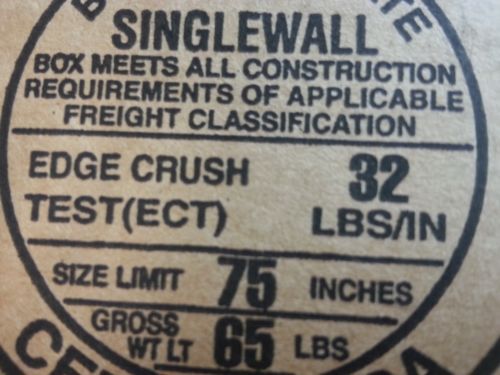 SINGLEWALL
BOX MEETS ALL CONSTRUCTION
REQUIREMENTS OF APPLICABLE
FREIGHT CLASSIFICATION
EDGE CRUSH
TEST(ECT)
32
LBS/IN
SIZE LIMIT 75 INCHES
GROSS
WT LT 65 LBS